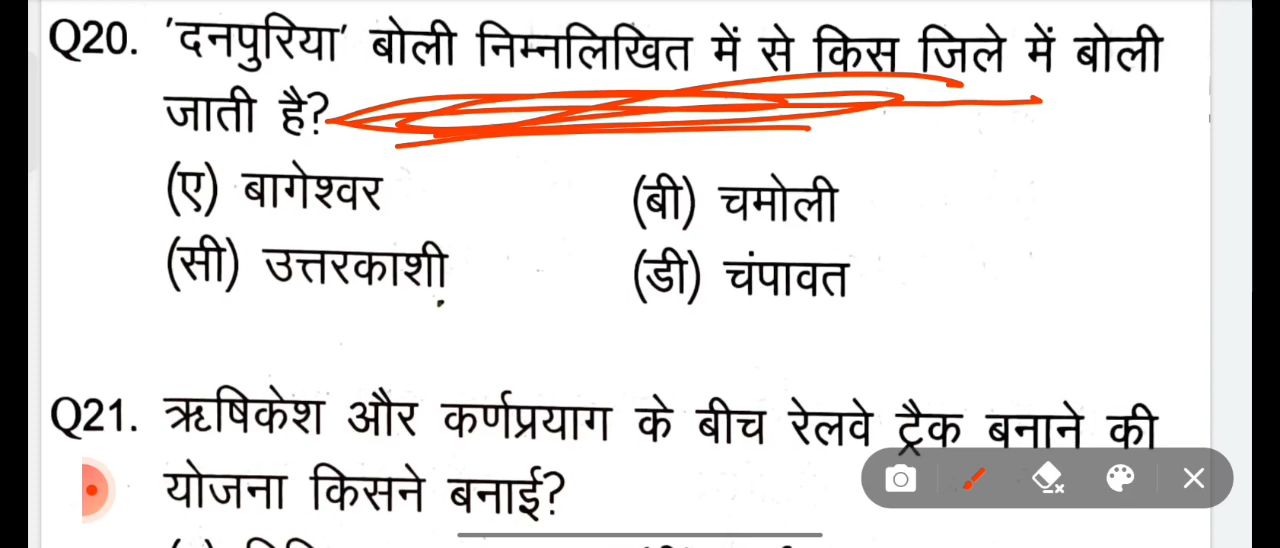 Q20. 'दनपुरिया' बोली निम्नलिखित में से किस जिले में बोली
जाती है?
(ए) बागेश्वर (बी) चमोली
(सी) उत्तरकाशी (डी) चंपावत
Q21. ऋषिकेश और कर्णप्रयाग के बीच रेलवे ट्रैक बनाने की
योजना किसने बनाई?